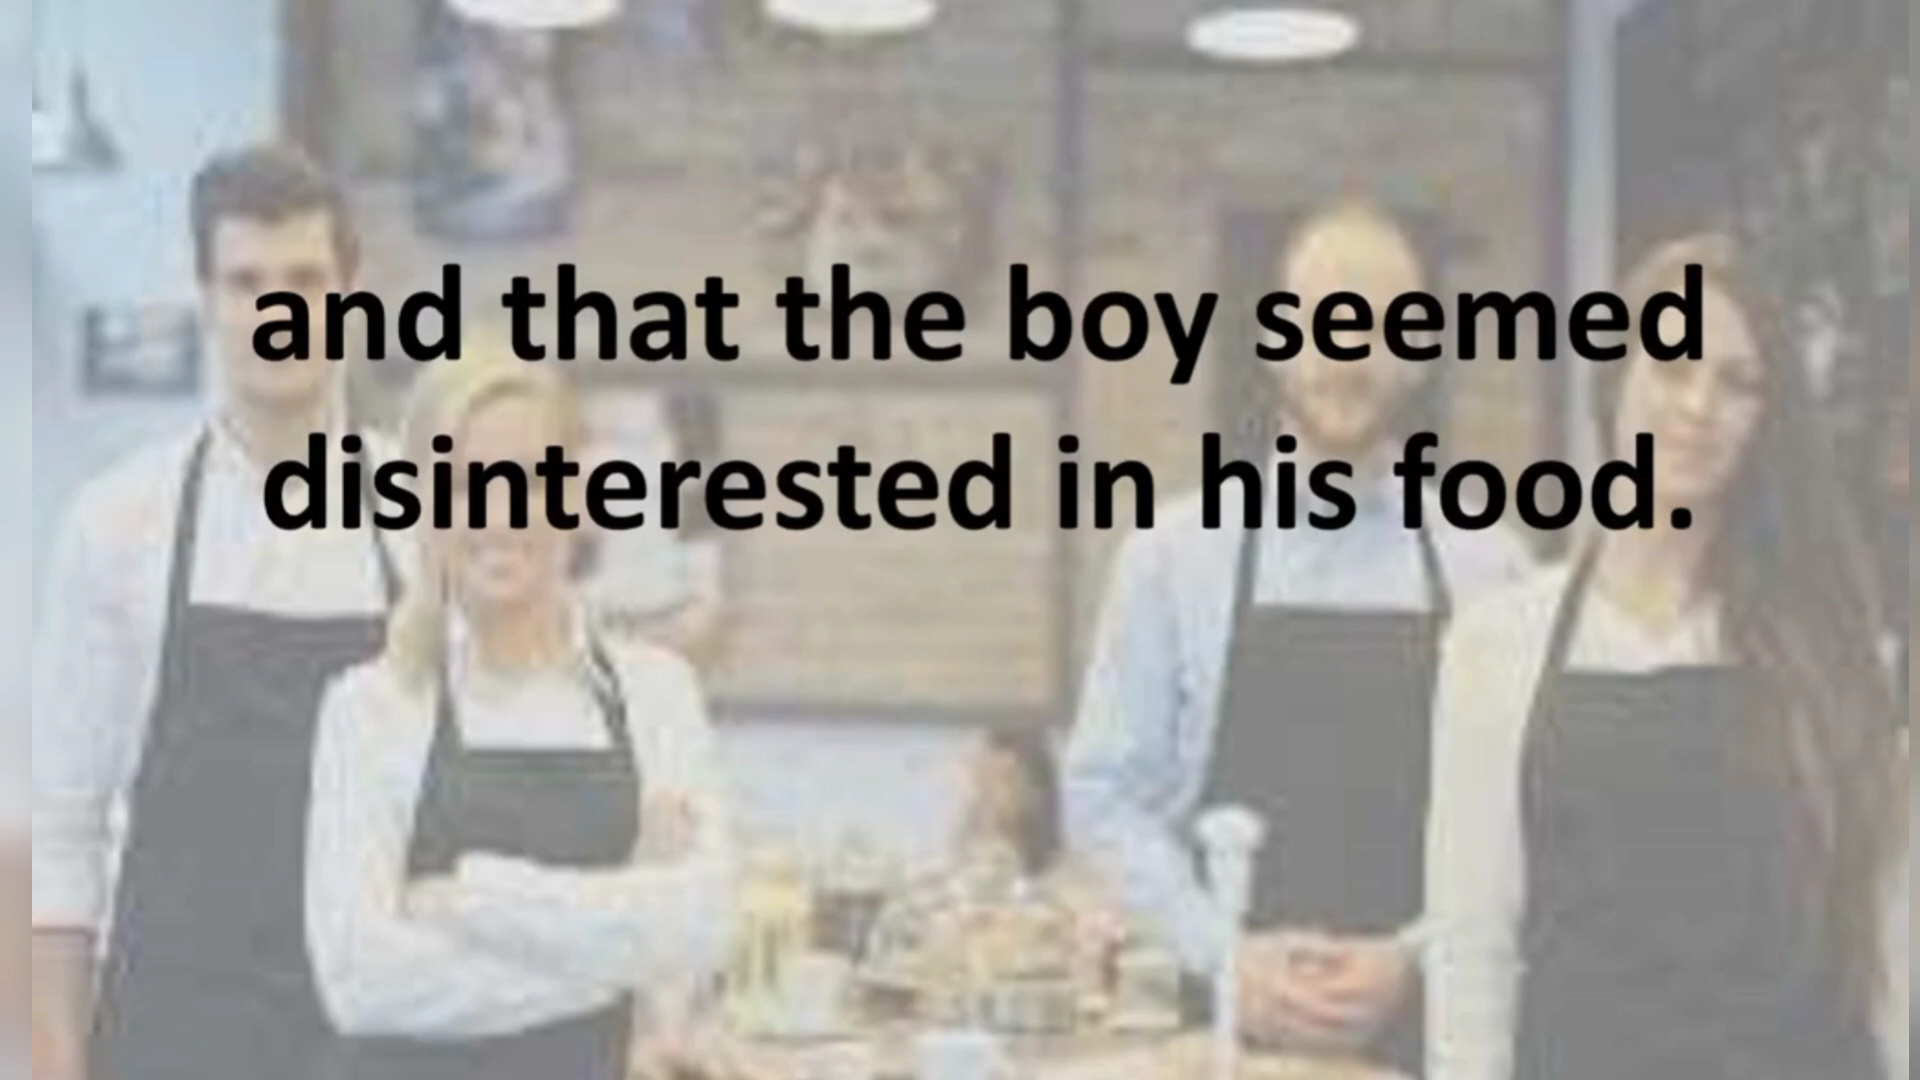 and that the boy seemed
disinterested in his food.